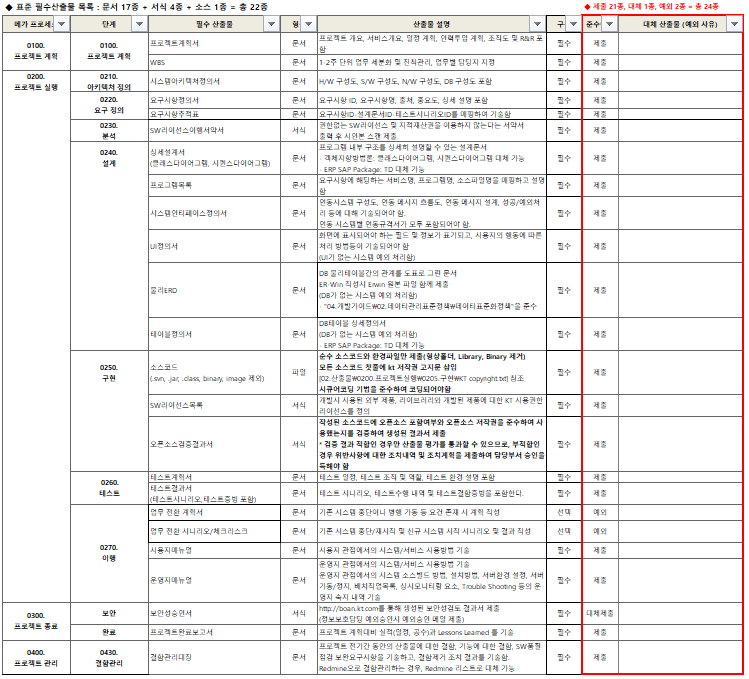 ◆ 표준 필수산출물 목록 : 문서 17종 + 서식 4종 + 소스 1종 = 총 22종
◆ 제출 21종, 대체 1종, 예외 2종 = 총 24종
메가 프로세스 단계 필수 산출물 형 산출물 설명 구 준수 대체 산출물 (예외 사유)
0100.
프로젝트 계획
0100.
프로젝트 계획
프로젝트계획서 문서 프로젝트 개요, 서비스개요, 일정 계획, 인력투입 계획, 조직도 및 R&R 포
함 필수 제출
WBS 문서 1-2주 단위 업무 세분화 및 진척관리, 업무별 담당자 지정 필수 제출
0200.
프로젝트 실행
0210.
아키텍처 정의
시스템아키텍처정의서 문서 H/W 구성도, S/W 구성도, N/W 구성도, DB 구성도 포함 필수 제출
0220.
요구 정의
요구사항정의서 문서 요구사항 ID, 요구사항명, 출처, 중요도, 상세 설명 포함 필수 제출
요구사항추적표 문서 요구사항ID-설계문서ID-테스트시나리오ID를 매핑하여 기술함 필수 제출
0230.
분석
SW라이선스이행서약서 서식 권한없는 SW라이선스 및 지적재산권을 이용하지 않는다는 서약서
출력 후 사인본 스캔 제출 필수 제출
0240.
설계
상세설계서
(클래스다이어그램, 시퀀스다이어그램) 문서 프로그램 내부 구조를 상세히 설명할 수 있는 설계문서
· 객체지향방법론: 클래스다이어그램, 시퀀스다이어그램 대체 가능
· ERP SAP Package: TD 대체 가능 필수 제출
프로그램목록 문서 요구사항에 해당하는 서비스명, 프로그램명, 소스파일명을 매핑하여 설명
함 필수 제출
시스템인터페이스정의서 문서 연동시스템 구성도, 연동 메시지 흐름도, 연동 메시지 설계, 성공/예외처
리 등에 대해 기술되어야 함.
연동 시스템별 연동규격서가 모두 포함되어야 함. 필수 제출
UI정의서 문서 화면에 표시되어야 하는 필드 및 정보가 표기되고, 사용자의 행동에 따른
처리 방법등이 기술되어야 함
(UI가 없는 시스템 예외 처리함) 필수 제출
물리ERD 문서 DB 물리테이블간의 관계를 도표로 그린 문서
ER-Win 작성시 Erwin 원본 파일 함께 제출
(DB가 없는 시스템 예외 처리함)
· "04.개발가이드₩02.데이터관리표준정책₩데이터표준화정책"을 준수 필수 제출
테이블정의서 문서 DB테이블 상세정의서
(DB가 없는 시스템 예외 처리함)
· ERP SAP Package: TD 대체 가능 필수 제출
0250.
구현
소스코드
(.svn, .jar, .class, binary, image 제외) 파일 순수 소스코드와 환경파일만 제출(형상폴더, Library, Binary 제거)
모든 소스코드 첫줄에 kt 저작권 고지문 삽입
[02.산출물₩0200.프로젝트실행₩0205.구현₩KT copyright.txt] 참조
시큐어코딩 기법을 준수하여 코딩되어야함 필수 제출
SW라이선스목록 서식 개발시 사용된 외부 제품, 라이브러리와 개발된 제품에 대한 KT 사용권한
라이선스를 정의 필수 제출
오픈소스검증결과서 서식 작성된 소스코드에 오픈소스 포함여부와 오픈소스 저작권을 준수하여 사
용했는지를 검증하여 생성된 결과서 제출
* 검증 결과 적합인 경우만 산출물 평가를 통과할 수 있으므로, 부적합인
경우 위반사항에 대한 조치내역 및 조치계획을 제출하여 담당부서 승인을
득해야 함 필수 제출
0260.
테스트
테스트계획서 문서 테스트 일정, 테스트 조직 및 역할, 테스트 환경 설명 포함 필수 제출
테스트결과서
(테스트시나리오,테스트증빙 포함) 문서 테스트 시나리오, 테스트수행 내역 및 테스트결함증빙을 포함한다. 필수 제출
0270.
이행
업무 전환 계획서 문서 기존 시스템 중단이나 병행 가동 등 요건 존재 시 계획 작성 선택 예외
업무 전환 시나리오/체크리스크 문서 기존 시스템 중단/재시작 및 신규 시스템 시작 시나리오 및 결과 작성 선택 예외
사용자매뉴얼 문서 사용자 관점에서의 시스템/서비스 사용방법 기술 필수 제출
운영자매뉴얼 문서 운영자 관점에서의 시스템/서비스 사용방법 기술
운영자 관점에서의 시스템 소스빌드 방법, 설치방법, 서버환경 설정, 서버
가동/정지, 배치작업목록, 상시모니터링 요소, Trouble Shooting 등의 운
영자 숙지 내역 기술 필수 제출
0300.
프로젝트 종료
보안 보안성승인서 서식 http://boan.kt.com를 통해 생성된 보안성검토 결과서 제출
(정보보호담당 예외승인시 예외승인 메일 제출) 필수 대체제출
완료 프로젝트완료보고서 문서 프로젝트 계획대비 실적(일정, 공수)과 Lessons Learned 를 기술 필수 제출
0400.
프로젝트 관리
0430.
결함관리
결함관리대장 문서 프로젝트 전기간 동안의 산출물에 대한 결함, 기능에 대한 결함, SW품질
점검 보완요구사항을 기술하고, 결함제거 조치 결과를 기술함.
Redmine으로 결함관리하는 경우, Redmine 리스트로 대체 가능 필수 제출